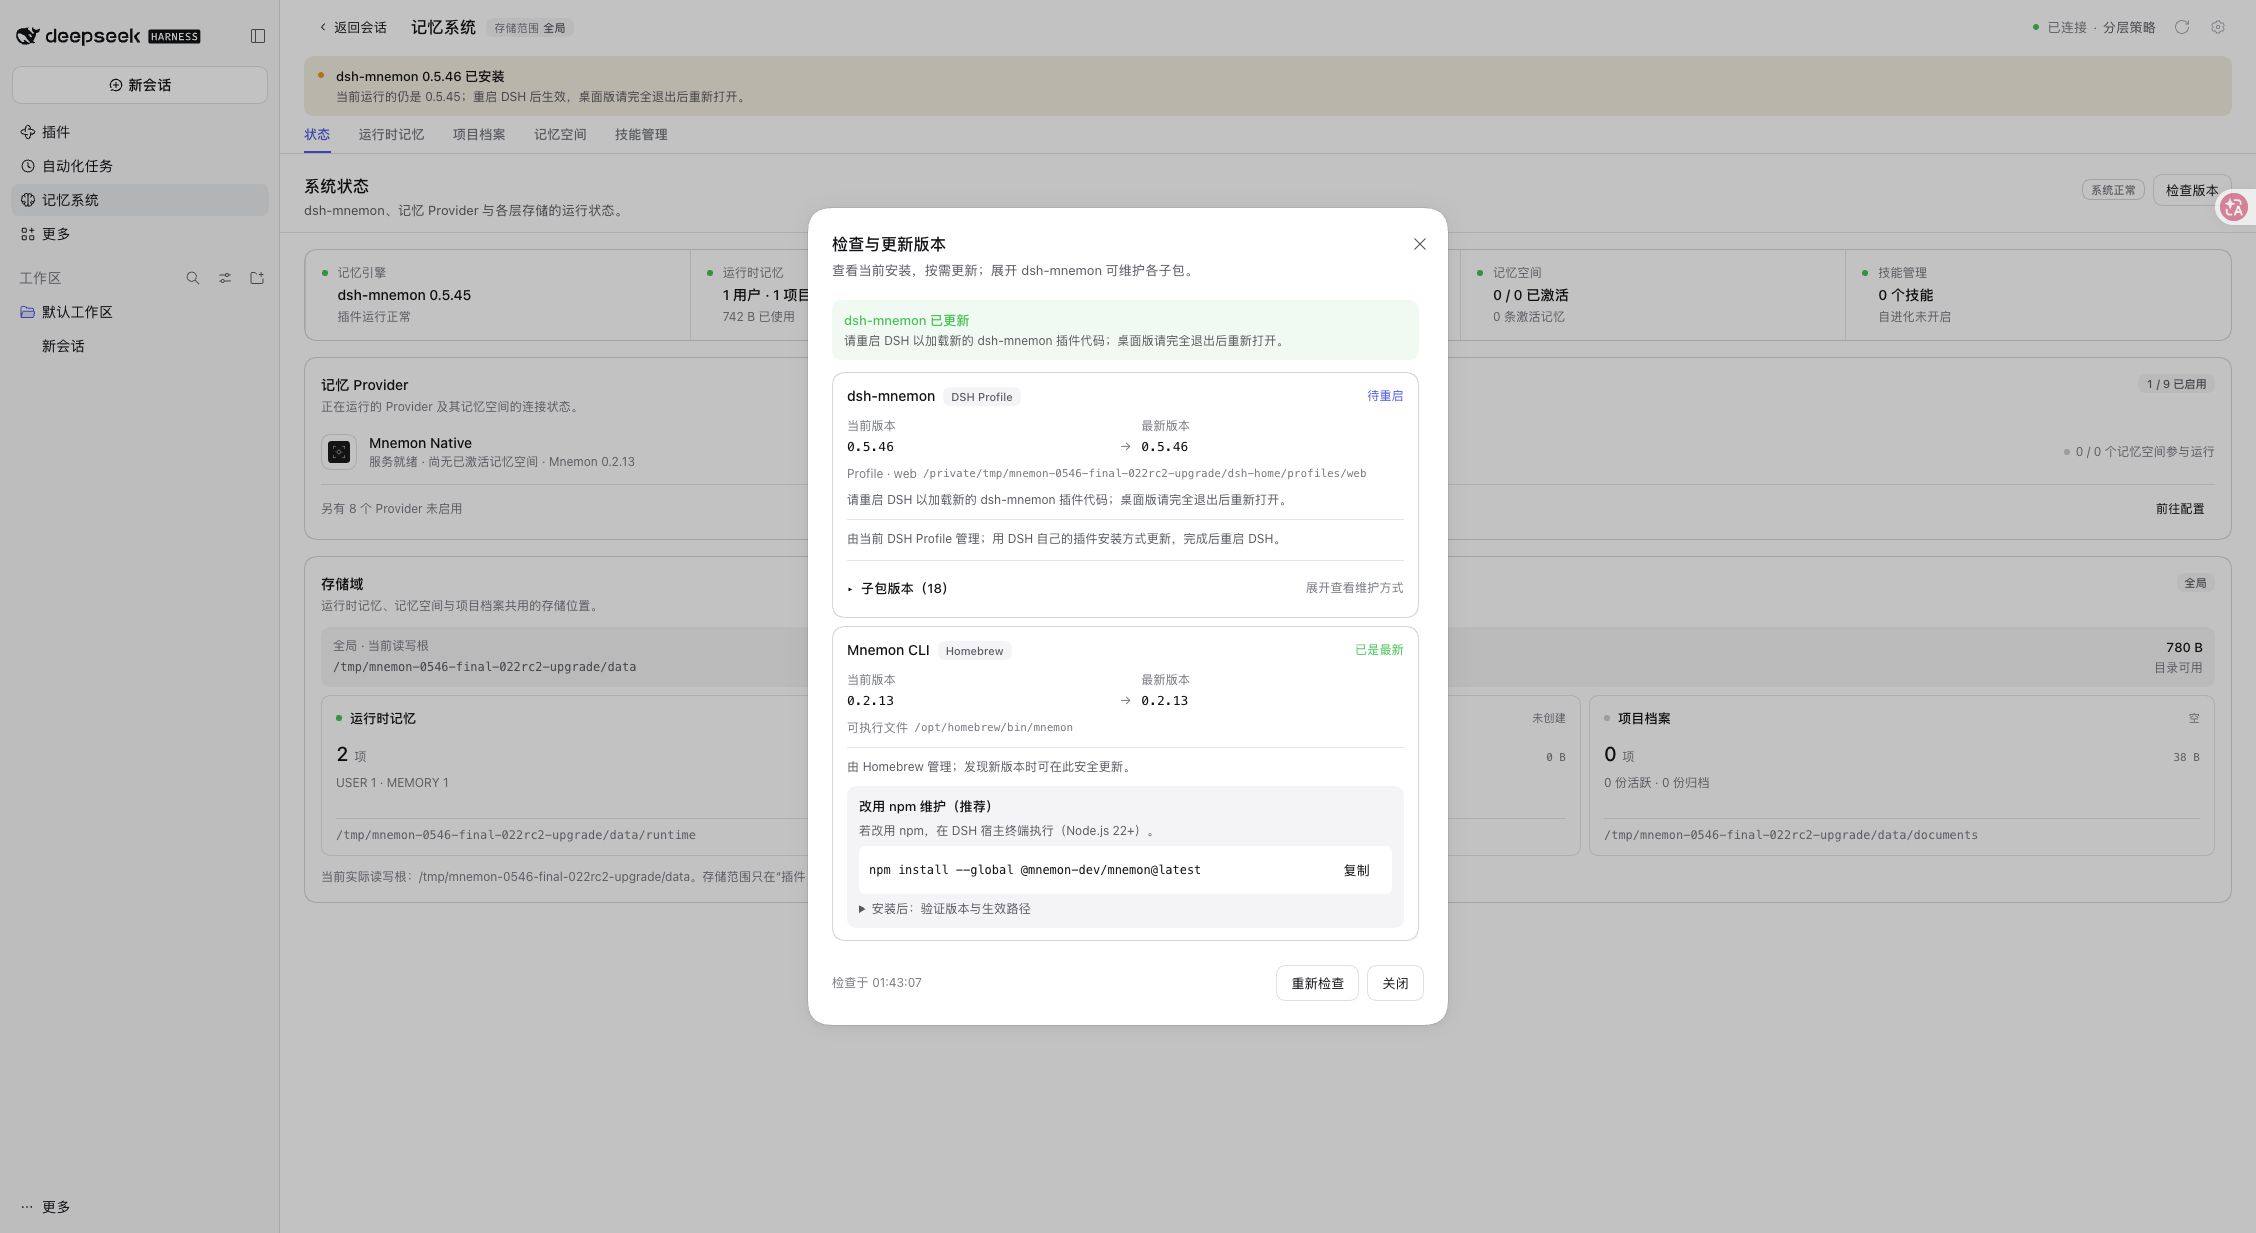 deepseek HARNESS
新会话
插件
自动化任务
记忆系统
更多
工作区
默认工作区
新会话
更多
返回会话
记忆系统
存储范围 全局
已连接 · 分层策略
dsh-mnemon 0.5.46 已安装
当前运行的仍是 0.5.45；重启 DSH 后生效，桌面版请完全退出后重新打开。
状态
运行时记忆
项目档案
记忆空间
技能管理
系统状态
dsh-mnemon、记忆 Provider 与各层存储的运行状态。
系统正常
检查版本
记忆引擎
dsh-mnemon 0.5.45
插件运行正常
运行时记忆
1 用户 · 1 项目
742 B 已使用
记忆空间
0 / 0 已激活
0 条激活记忆
技能管理
0 个技能
自进化未开启
记忆 Provider
正在运行的 Provider 及其记忆空间的连接状态。
1 / 9 已启用
Mnemon Native
服务就绪 · 尚无已激活记忆空间 · Mnemon 0.2.13
0 / 0 个记忆空间参与运行
另有 8 个 Provider 未启用
前往配置
存储域
运行时记忆、记忆空间与项目档案共用的存储位置。
全局
全局 · 当前读写根
/tmp/mnemon-0546-final-022rc2-upgrade/data
780 B
目录可用
运行时记忆
2 项
USER 1 · MEMORY 1
/tmp/mnemon-0546-final-022rc2-upgrade/data/runtime
未创建
0 B
项目档案
空
0 项
38 B
0 份活跃 · 0 份归档
/tmp/mnemon-0546-final-022rc2-upgrade/data/documents
当前实际读写根：/tmp/mnemon-0546-final-022rc2-upgrade/data。存储范围只在"插件
检查与更新版本
查看当前安装，按需更新；展开 dsh-mnemon 可维护各子包。
dsh-mnemon 已更新
请重启 DSH 以加载新的 dsh-mnemon 插件代码；桌面版请完全退出后重新打开。
dsh-mnemon DSH Profile
待重启
当前版本
最新版本
0.5.46 → 0.5.46
Profile · web /private/tmp/mnemon-0546-final-022rc2-upgrade/dsh-home/profiles/web
请重启 DSH 以加载新的 dsh-mnemon 插件代码；桌面版请完全退出后重新打开。
由当前 DSH Profile 管理；用 DSH 自己的插件安装方式更新，完成后重启 DSH。
子包版本（18）
展开查看维护方式
Mnemon CLI Homebrew
已是最新
当前版本
最新版本
0.2.13 → 0.2.13
可执行文件 /opt/homebrew/bin/mnemon
由 Homebrew 管理；发现新版本时可在此安全更新。
改用 npm 维护（推荐）
若改用 npm，在 DSH 宿主终端执行（Node.js 22+）。
npm install --global @mnemon-dev/mnemon@latest
复制
安装后：验证版本与生效路径
检查于 01:43:07
重新检查
关闭